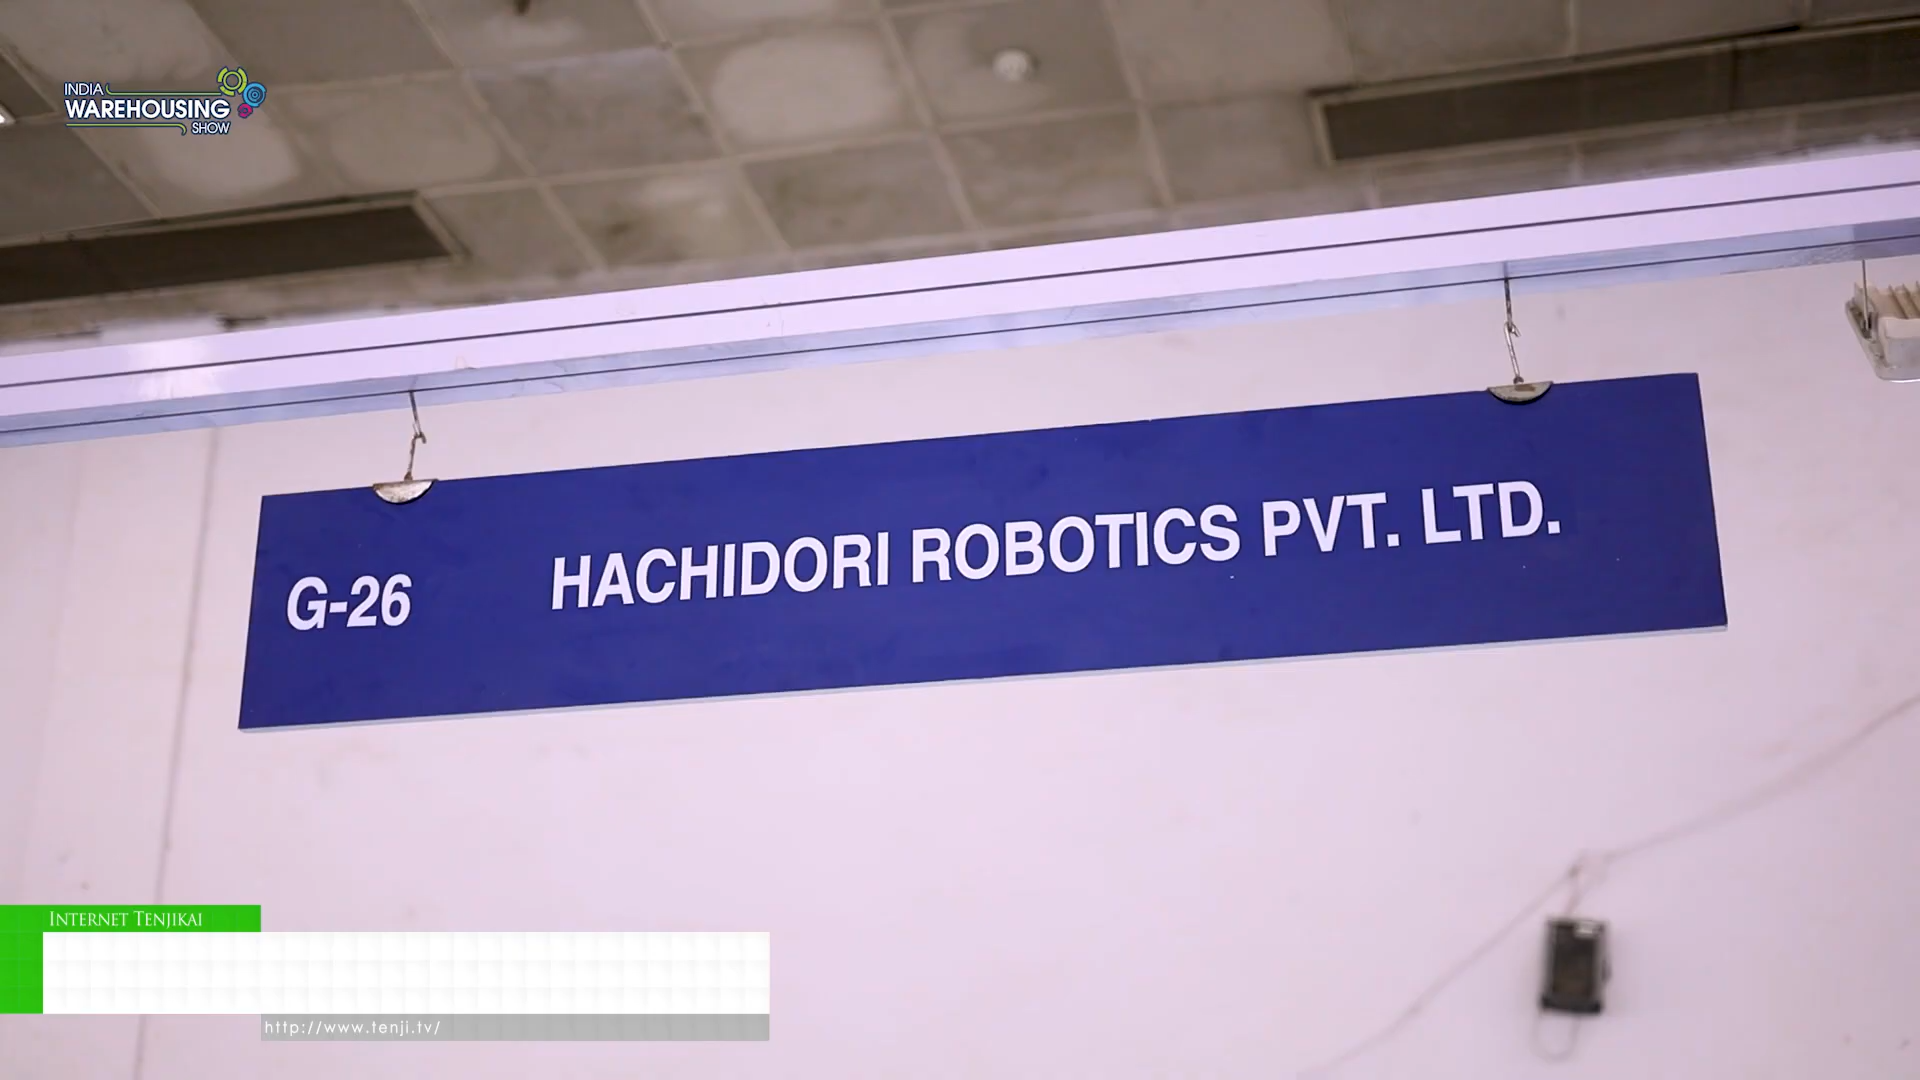 INDIA
WAREHOUSING
SHOW
G-26 HACHIDORI ROBOTICS PVT. LTD.
INTERNET TENJIKAI
http://www.tenji.tv/